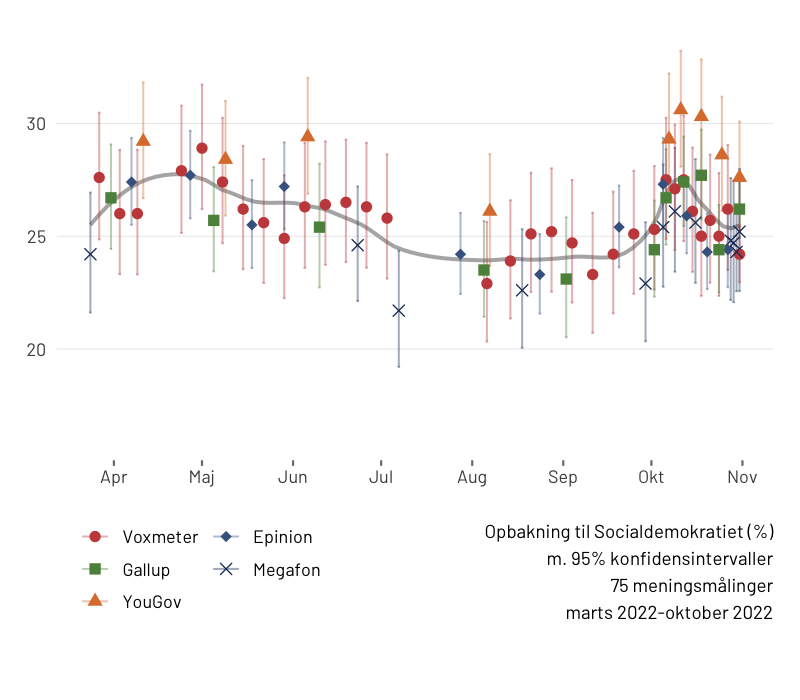 30
25
20
Apr Maj Jun Jul Aug Sep Okt Nov
Voxmeter Epinion
Gallup Megafon
YouGov
Opbakning til Socialdemokratiet (%)
m. 95% konfidensintervaller
75 meningsmålinger
marts 2022-oktober 2022